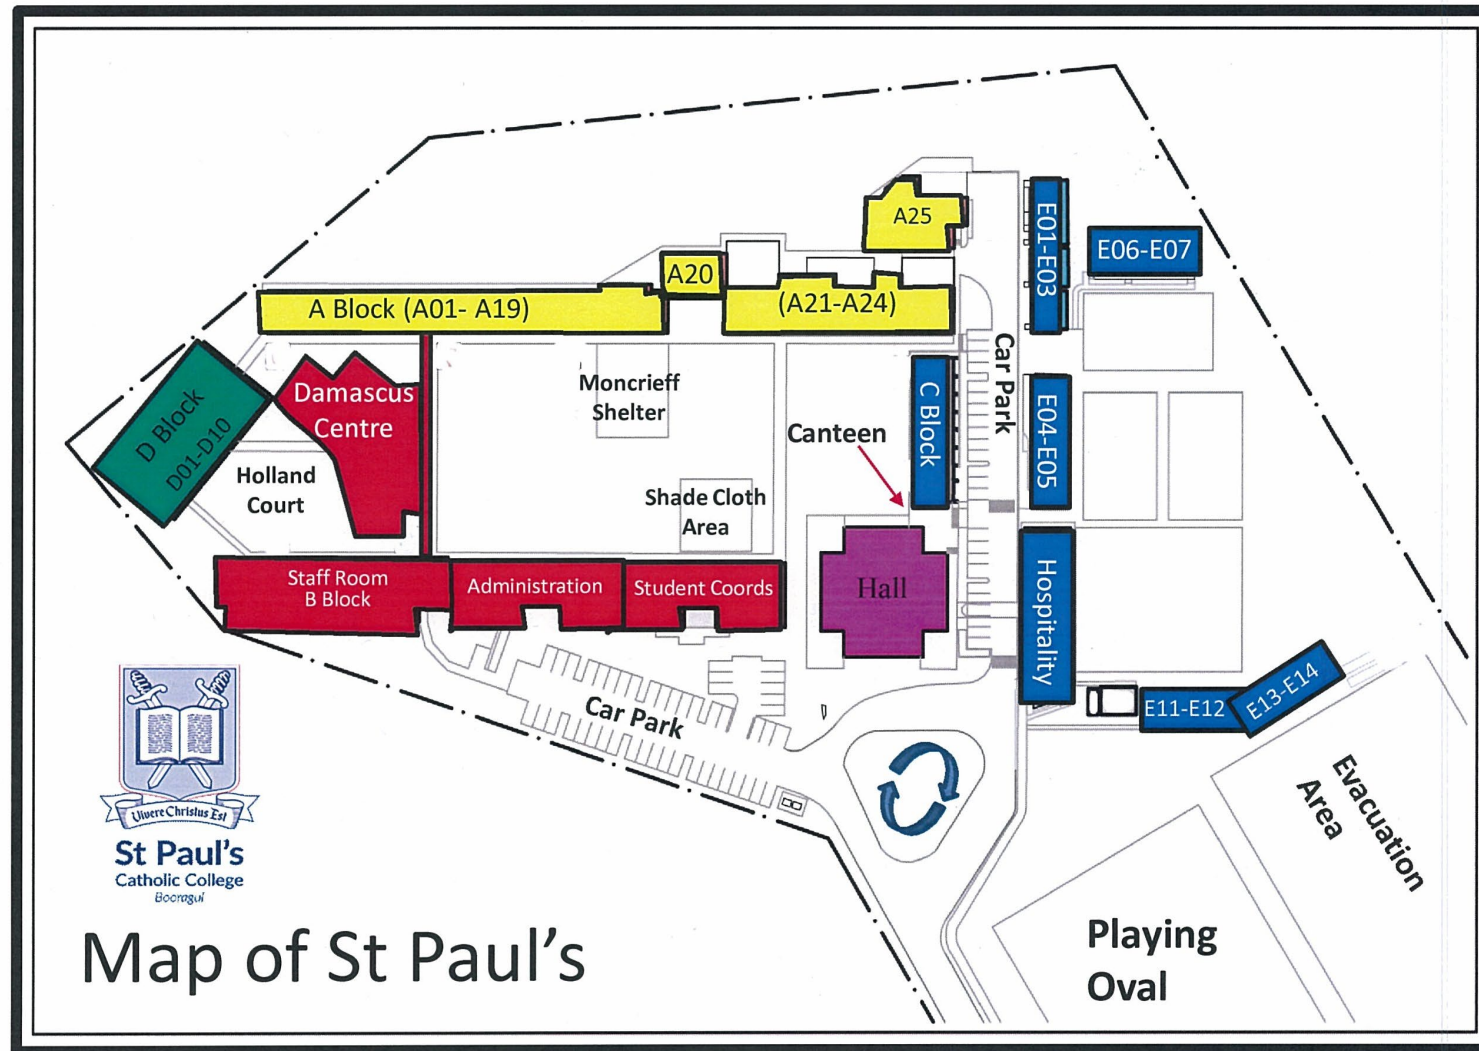 A25
E01-E03
E06-E07
A20
A Block (A01- A19)
(A21-A24)
Car Park
Damascus
Centre
Moncrieff
Shelter
C Block
E04-E05
D Block
D01-D10
Canteen
Holland
Court
Shade Cloth
Area
Staff Room
B Block
Administration
Student Coords
Hall
Hospitality
E11-E12
E13-E14
Car Park
Evacuation
Area
Vivere Christus Est
St Paul's
Catholic College
Booragul
Map of St Paul's
Playing
Oval